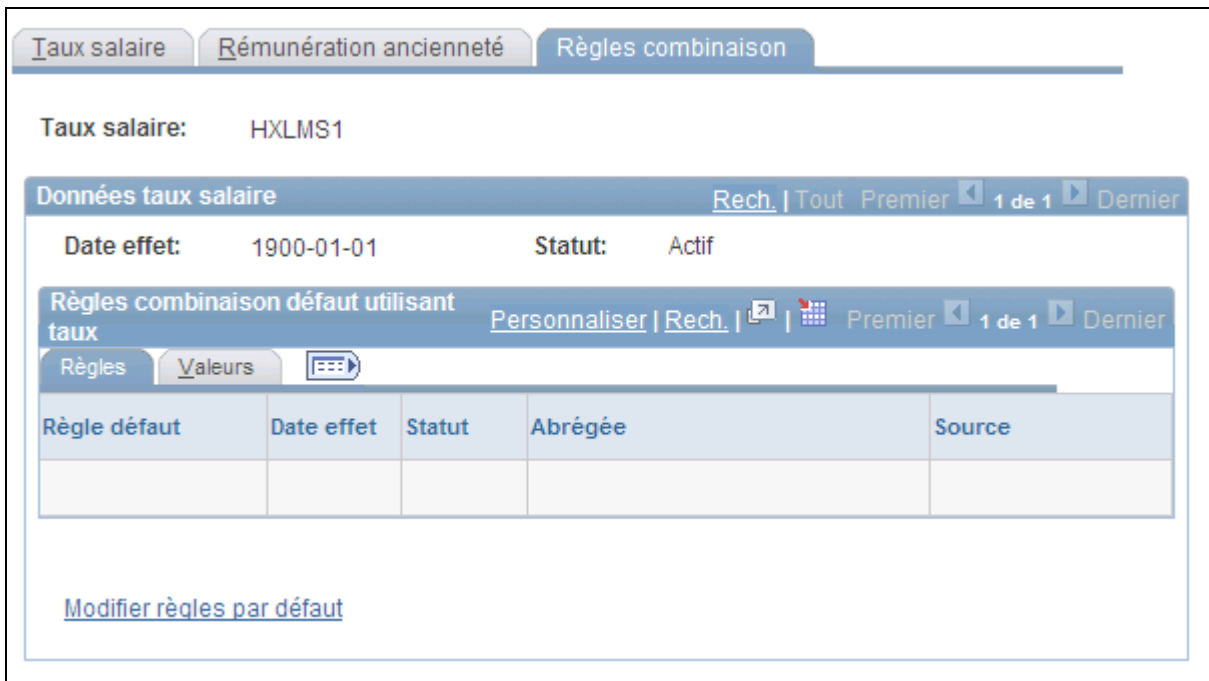 Taux salaire Rémunération ancienneté Règles combinaison
Taux salaire: HXLMS1
Données taux salaire Rech. | Tout Premier 1 de 1 Dernier
Date effet: 1900-01-01 Statut: Actif
Règles combinaison défaut utilisant
taux Personnaliser | Rech. | | Premier 1 de 1 Dernier
Règles Valeurs
Règle défaut Date effet Statut Abrégée Source
Modifier règles par défaut